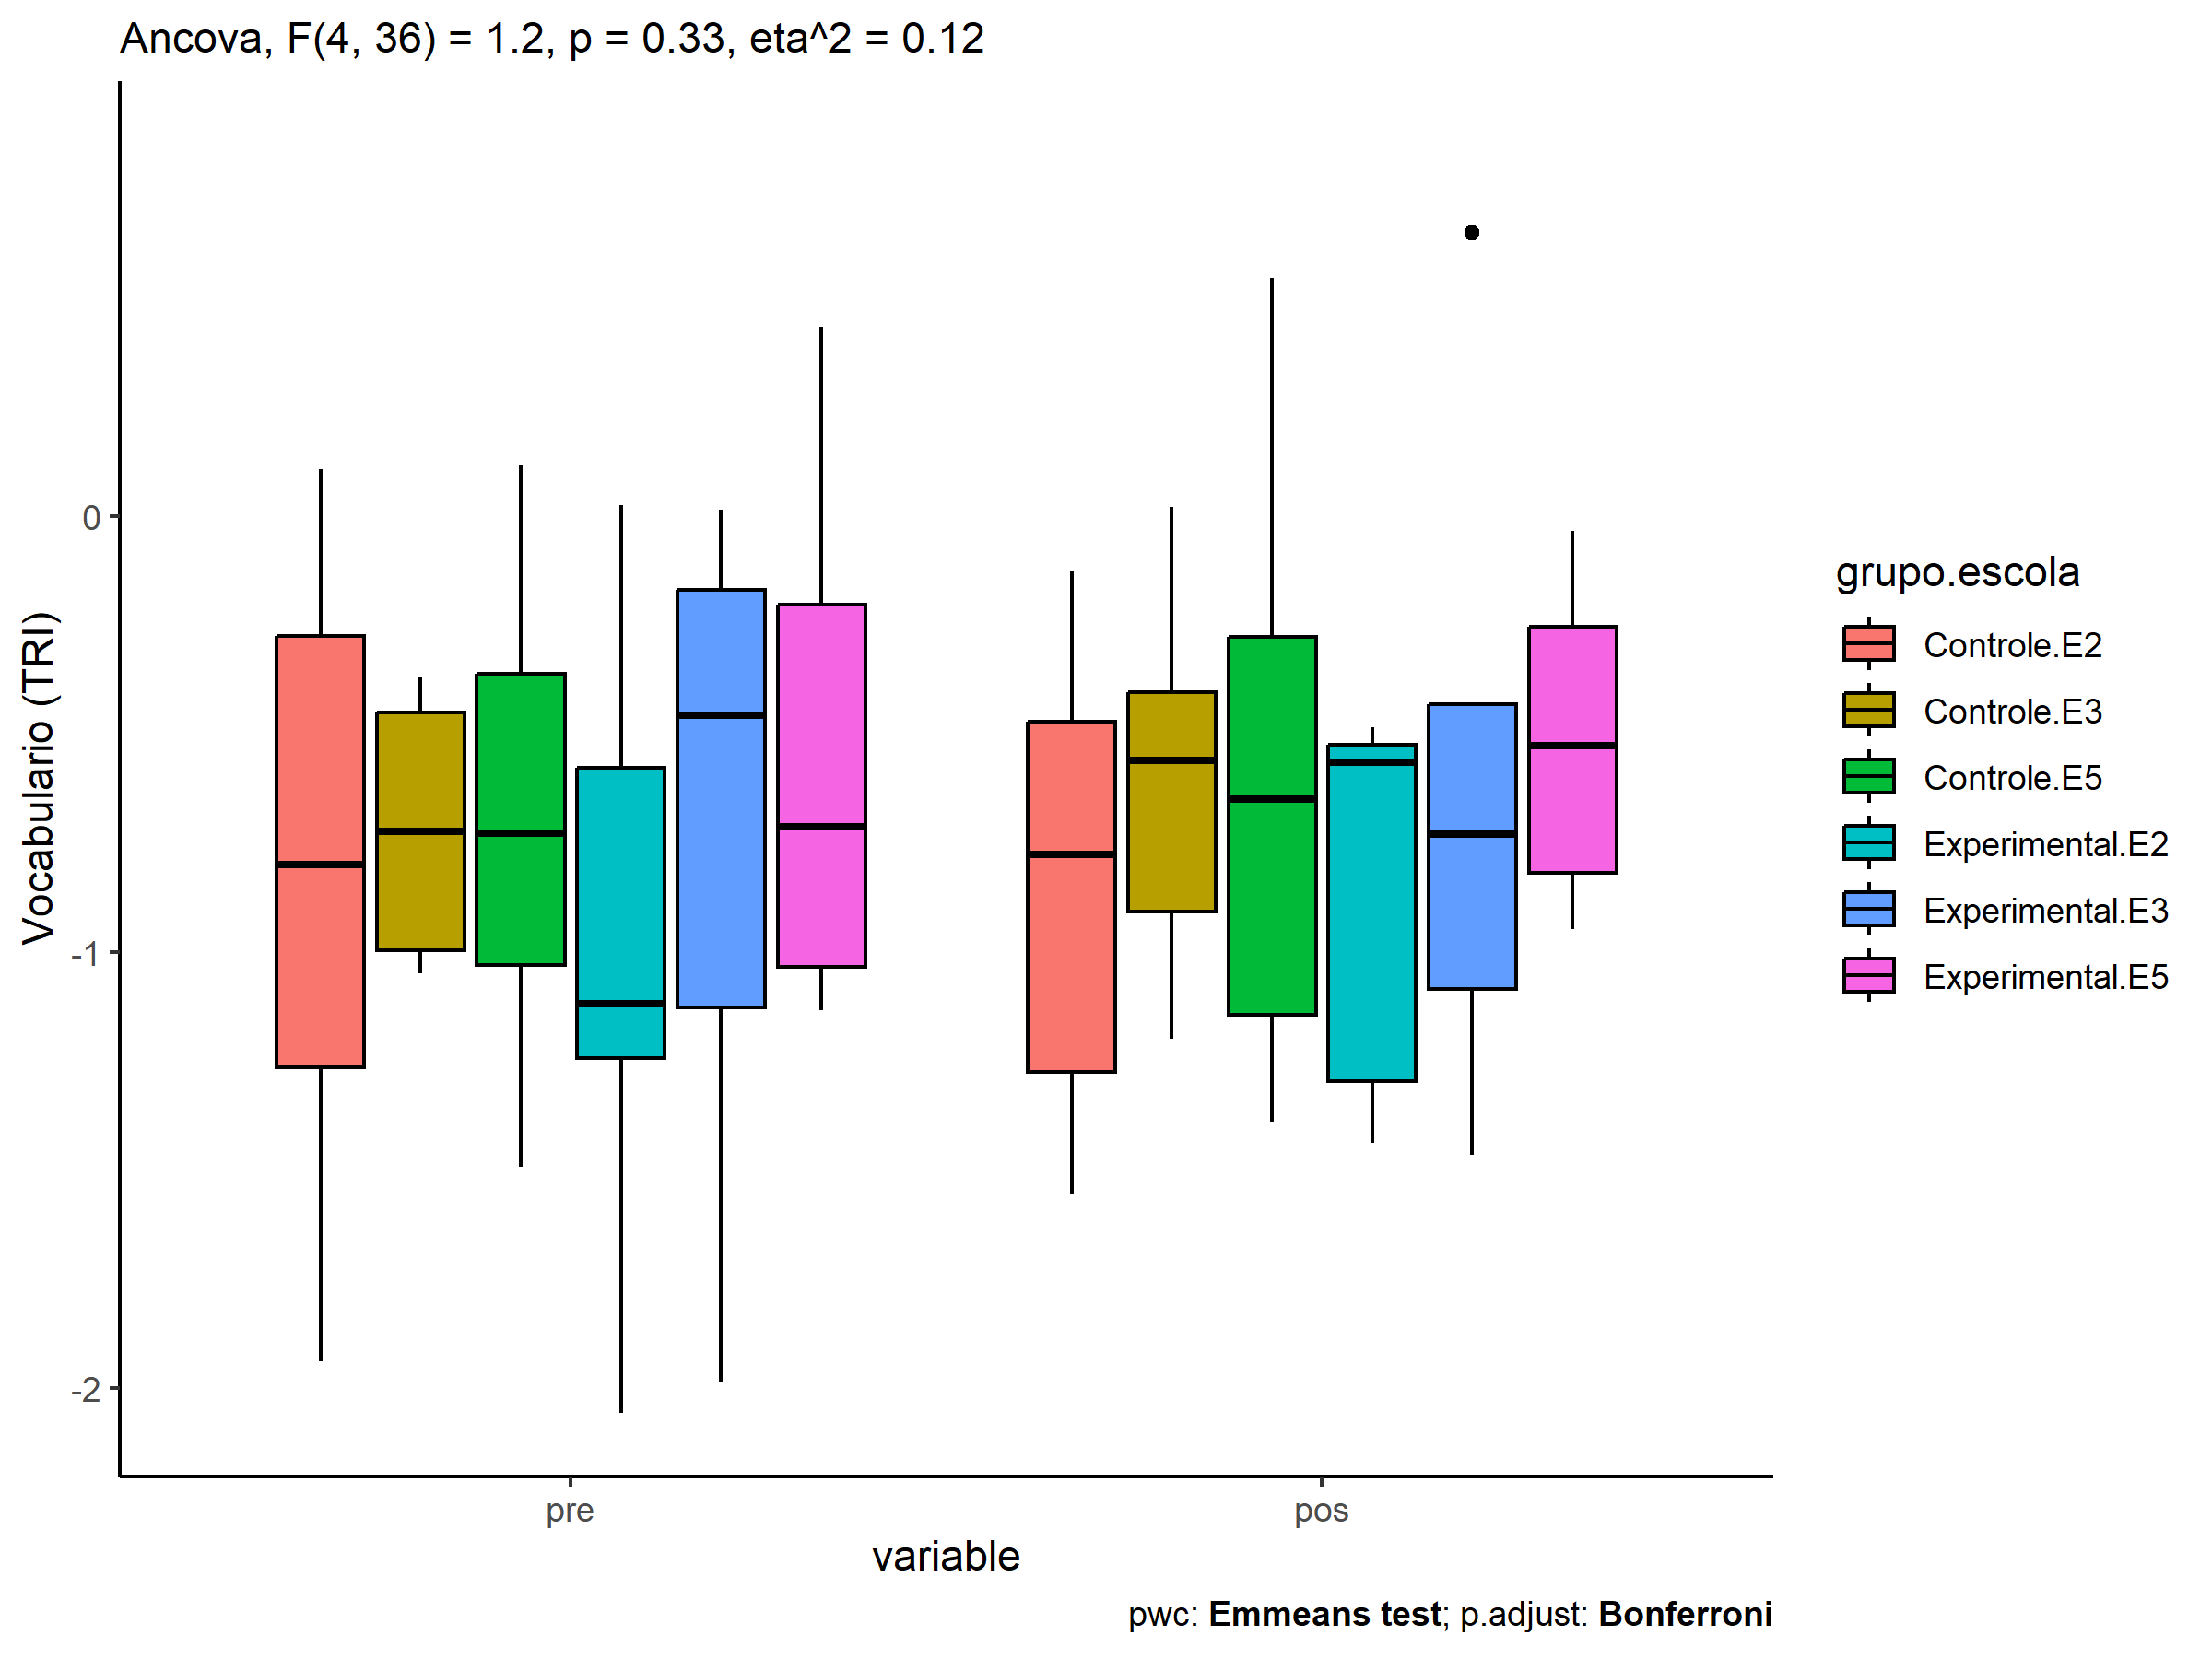 Ancova, F(4, 36) = 1.2, p = 0.33, eta^2 = 0.12
Vocabulario (TRI)
0
-1
-2
pre
pos
variable
grupo.escola
Controle.E2
Controle.E3
Controle.E5
Experimental.E2
Experimental.E3
Experimental.E5
pwc: Emmeans test; p.adjust: Bonferroni